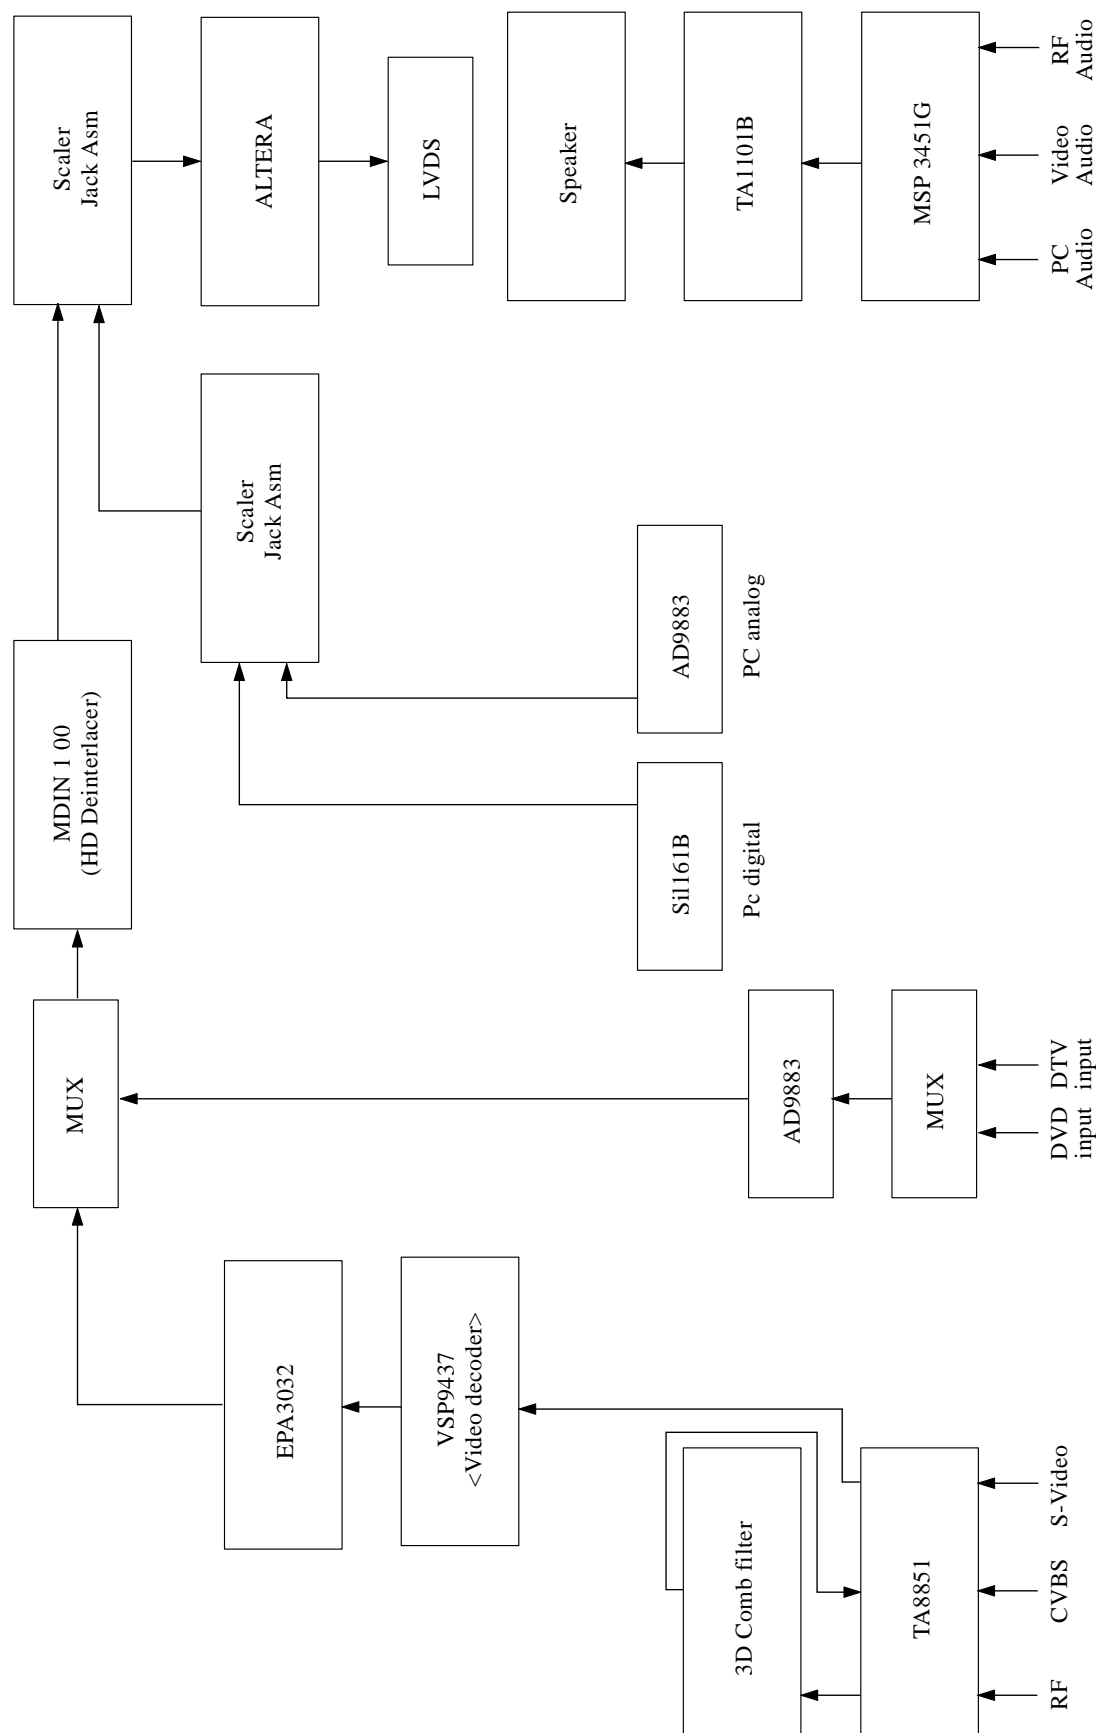 Scaler
Jack Asm
ALTERA
LVDS
Speaker
TA1101B
MSP 3451G
RF
Audio
Video
Audio
PC
Audio
Scaler
Jack Asm
AD9883
PC analog
MDIN 1 00
(HD Deinterlacer)
Sil161B
Pc digital
MUX
AD9883
MUX
DTV
input
DVD
input
EPA3032
VSP9437
<Video decoder>
3D Comb filter
TA8851
S-Video
CVBS
RF